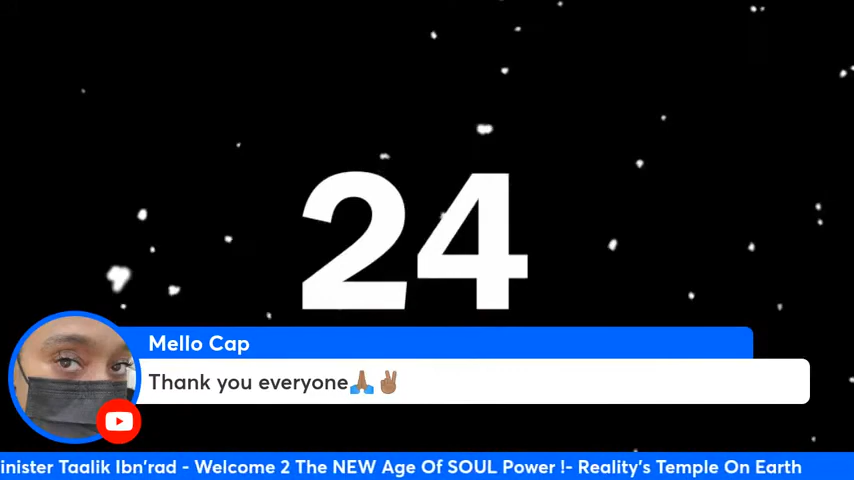 24
Mello Cap
Thank you everyone🙏🏽✌🏽
inister Taalik Ibn'rad - Welcome 2 The NEW Age Of SOUL Power !- Reality's Temple On Earth